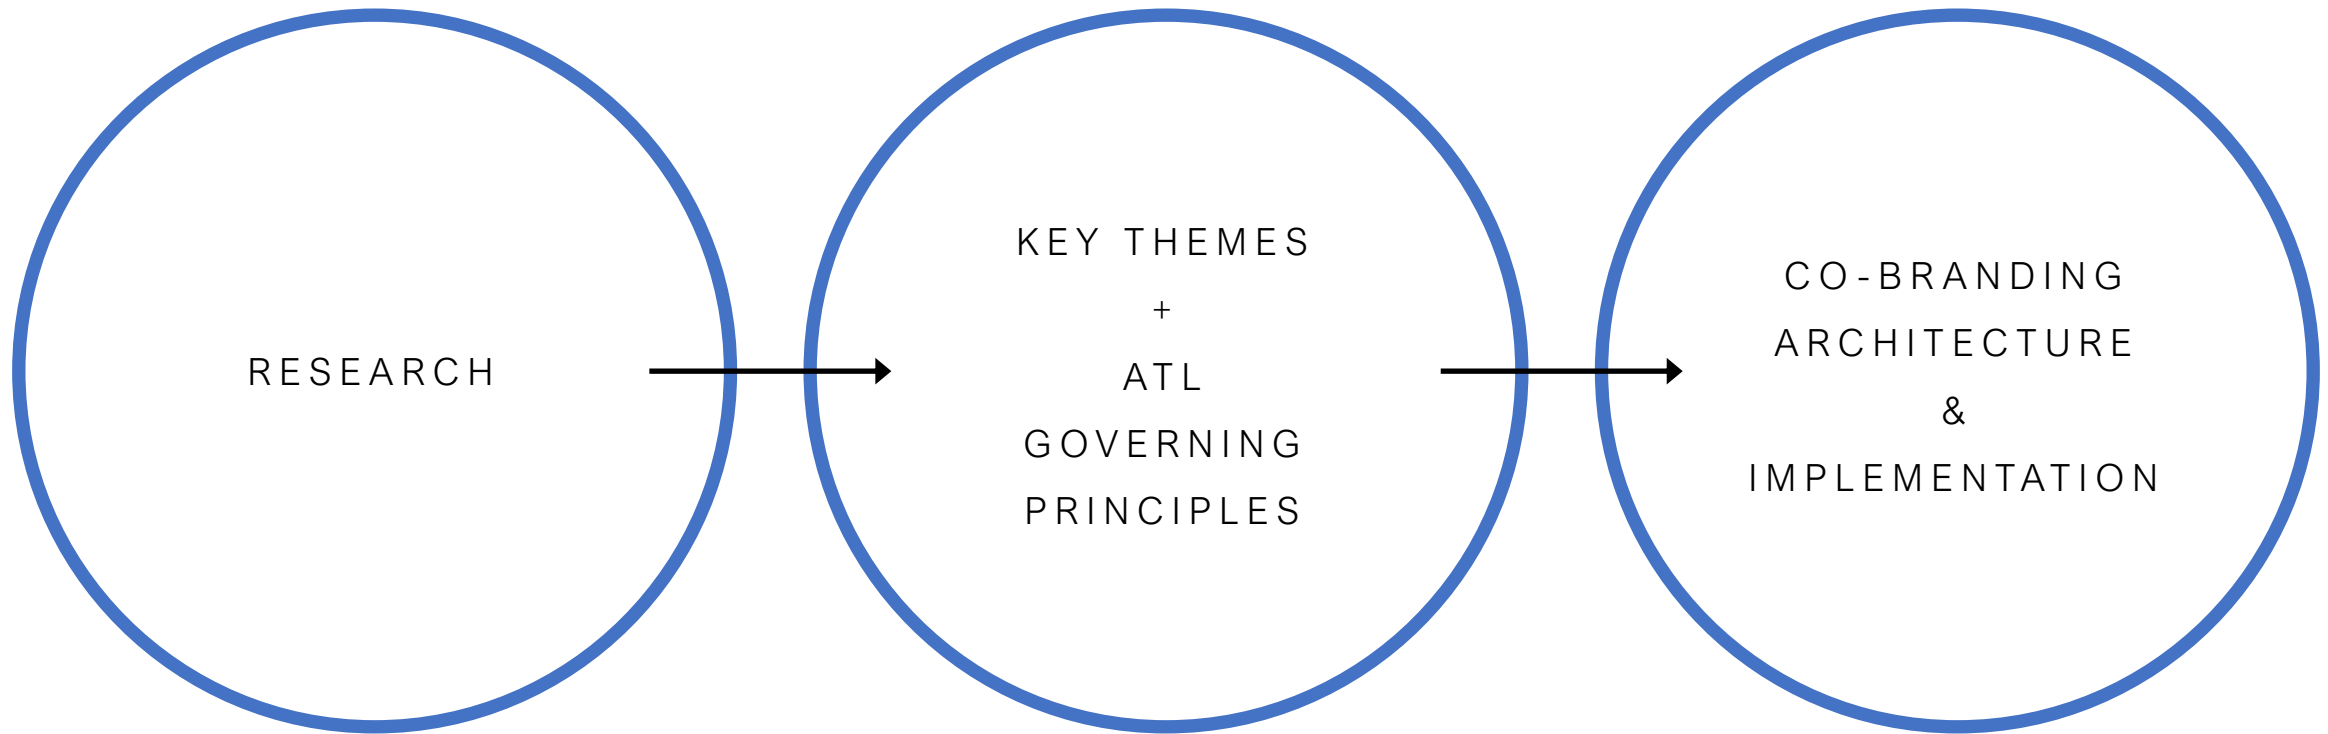 RESEARCH
KEY THEMES
+
ATL
GOVERNING
PRINCIPLES
CO-BRANDING
ARCHITECTURE
&
IMPLEMENTATION